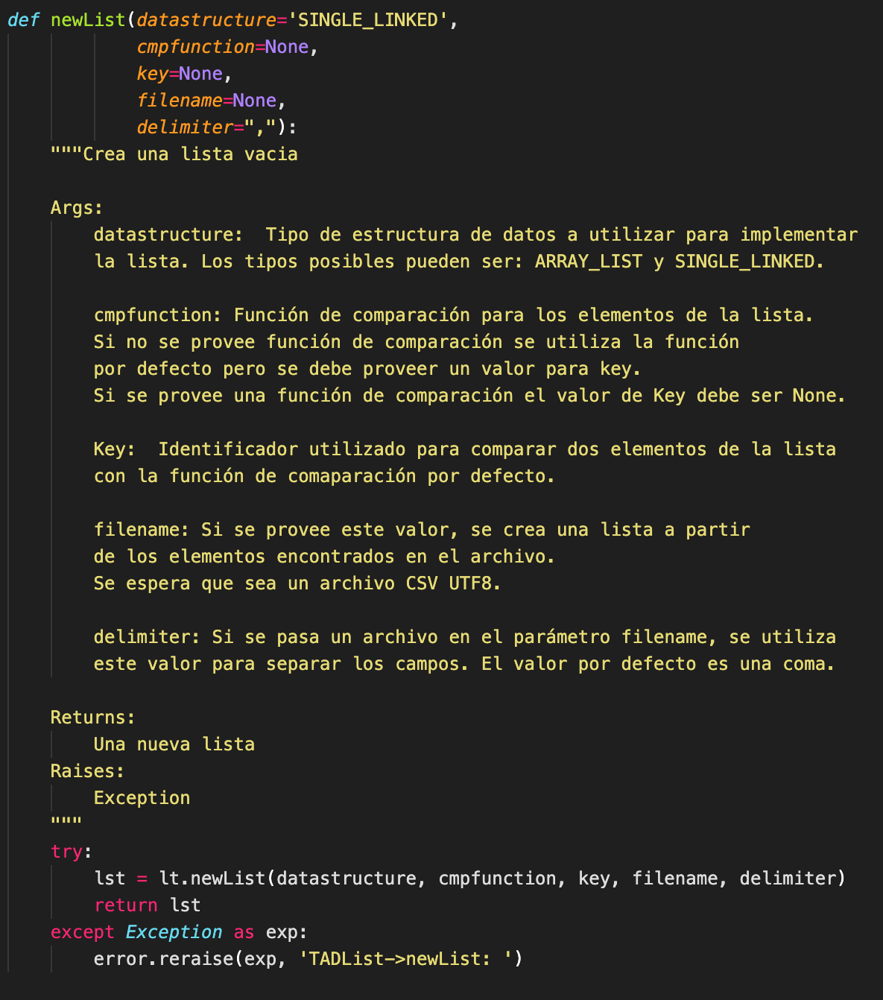 def newList(datastructure='SINGLE_LINKED',
            cmpfunction=None,
            key=None,
            filename=None,
            delimiter=","):
    """Crea una lista vacia

    Args:
        datastructure:  Tipo de estructura de datos a utilizar para implementar
        la lista. Los tipos posibles pueden ser: ARRAY_LIST y SINGLE_LINKED.

        cmpfunction: Función de comparación para los elementos de la lista.
        Si no se provee función de comparación se utiliza la función
        por defecto pero se debe proveer un valor para key.
        Si se provee una función de comparación el valor de Key debe ser None.

        Key:  Identificador utilizado para comparar dos elementos de la lista
        con la función de comaparación por defecto.

        filename: Si se provee este valor, se crea una lista a partir
        de los elementos encontrados en el archivo.
        Se espera que sea un archivo CSV UTF8.

        delimiter: Si se pasa un archivo en el parámetro filename, se utiliza
        este valor para separar los campos. El valor por defecto es una coma.

    Returns:
        Una nueva lista
    Raises:
        Exception
    """
    try:
        lst = lt.newList(datastructure, cmpfunction, key, filename, delimiter)
        return lst
    except Exception as exp:
        error.reraise(exp, 'TADList->newList: ')